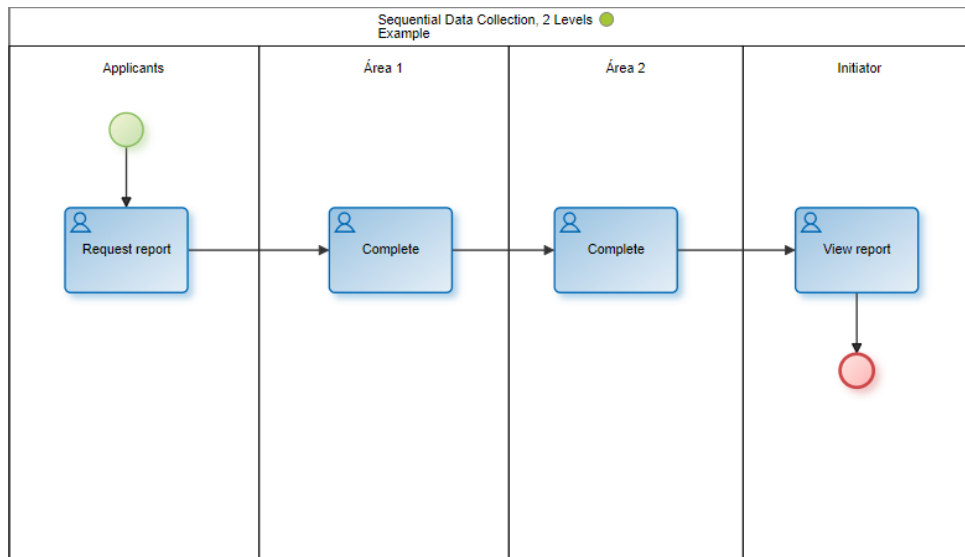 Sequential Data Collection, 2 Levels
Example
Applicants
Área 1
Área 2
Initiator
Request report
Complete
Complete
View report